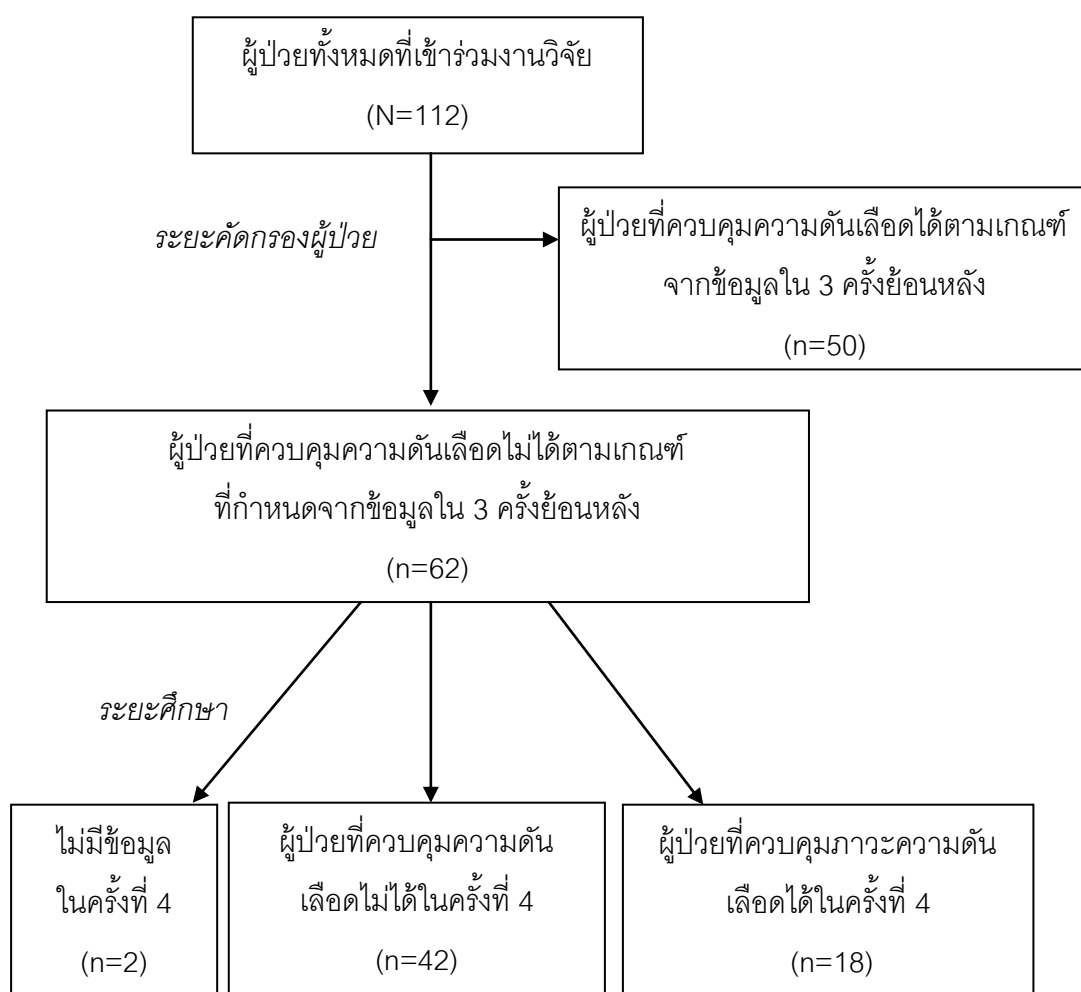 ผู้ป่วยทั้งหมดที่เข้าร่วมงานวิจัย
(N=112)
ระยะคัดกรองผู้ป่วย
ผู้ป่วยที่ควบคุมความดันเลือดได้ตามเกณฑ์
จากข้อมูลใน 3 ครั้งย้อนหลัง
(n=50)
ผู้ป่วยที่ควบคุมความดันเลือดไม่ได้ตามเกณฑ์
ที่กำหนดจากข้อมูลใน 3 ครั้งย้อนหลัง
(n=62)
ระยะศึกษา
ไม่มีข้อมูล
ในครั้งที่ 4
(n=2)
ผู้ป่วยที่ควบคุมความดัน
เลือดไม่ได้ในครั้งที่ 4
(n=42)
ผู้ป่วยที่ควบคุมภาวะความดัน
เลือดได้ในครั้งที่ 4
(n=18)